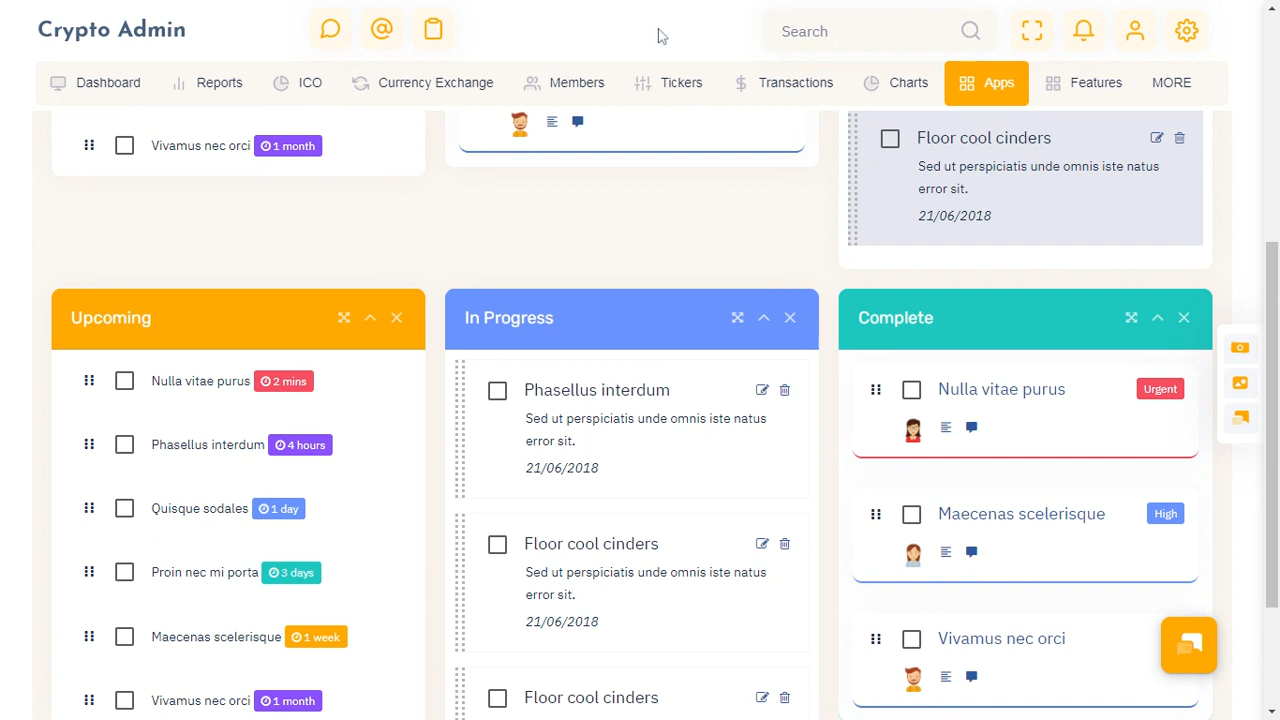 Crypto Admin
Search
Dashboard
Reports
ICO
Currency Exchange
Members
Tickers
Transactions
Charts
Apps
Features
MORE
Vivamus nec orci 1 month
Floor cool cinders
Sed ut perspiciatis unde omnis iste natus
error sit.
21/06/2018
Upcoming
Nulla vitae purus 2 mins
Phasellus interdum 4 hours
Quisque sodales 1 day
Proin nec mi porta 3 days
Maecenas scelerisque 1 week
Vivamus nec orci 1 month
In Progress
Phasellus interdum
Sed ut perspiciatis unde omnis iste natus
error sit.
21/06/2018
Floor cool cinders
Sed ut perspiciatis unde omnis iste natus
error sit.
21/06/2018
Floor cool cinders
Complete
Nulla vitae purus Urgent
Maecenas scelerisque High
Vivamus nec orci